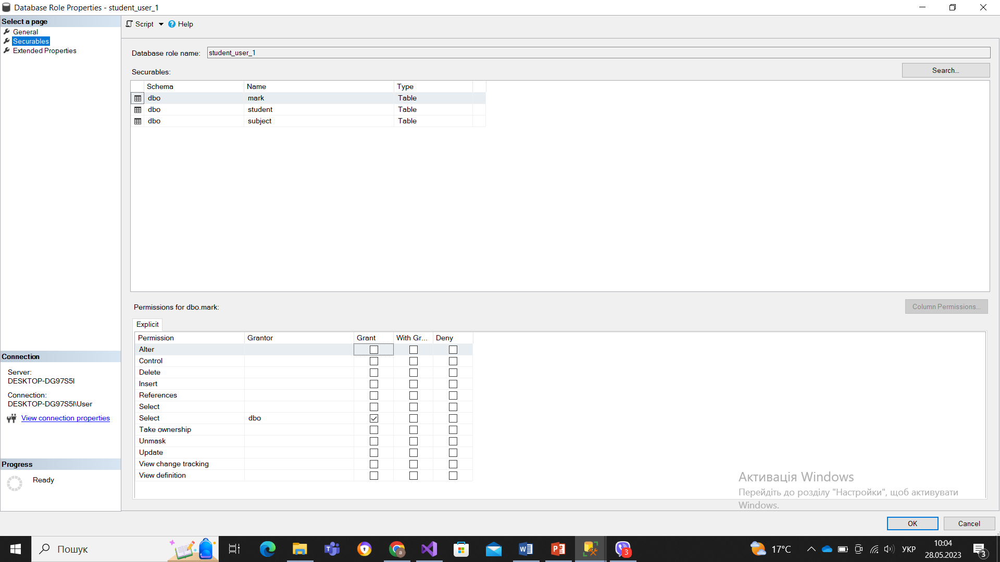 Database Role Properties - student_user_1
Select a page
General
Securables
Extended Properties
Script
Help
Database role name: student_user_1
Securables:
Search...
Schema Name Type
dbo mark Table
dbo student Table
dbo subject Table
Permissions for dbo.mark:
Column Permissions...
Explicit
Permission Grantor Grant With Gr... Deny
Alter
Control
Delete
Insert
References
Select
Select dbo
Take ownership
Unmask
Update
View change tracking
View definition
Connection
Server:
DESKTOP-DG97S5I
Connection:
DESKTOP-DG97S5I\User
View connection properties
Progress
Ready
Активація Windows
Перейдіть до розділу "Настройки", щоб активувати
Windows.
OK
Cancel
Пошук
3
17°C
УКР
10:04
28.05.2023
3